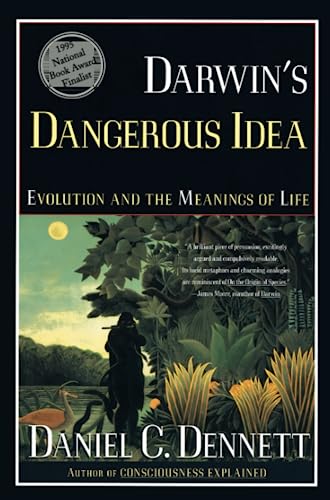 1995
National
Book Award
Finalist
DARWIN'S
DANGEROUS IDEA
EVOLUTION AND THE MEANINGS OF LIFE
"A brilliant piece of persuasion, excitingly
argued and compulsively readable.
Its lucid metaphors and charming analogies
are reminiscent of On the Origin of Species."
—James Moore, coauthor of Darwin
DANIEL C. DENNETT
AUTHOR OF CONSCIOUSNESS EXPLAINED